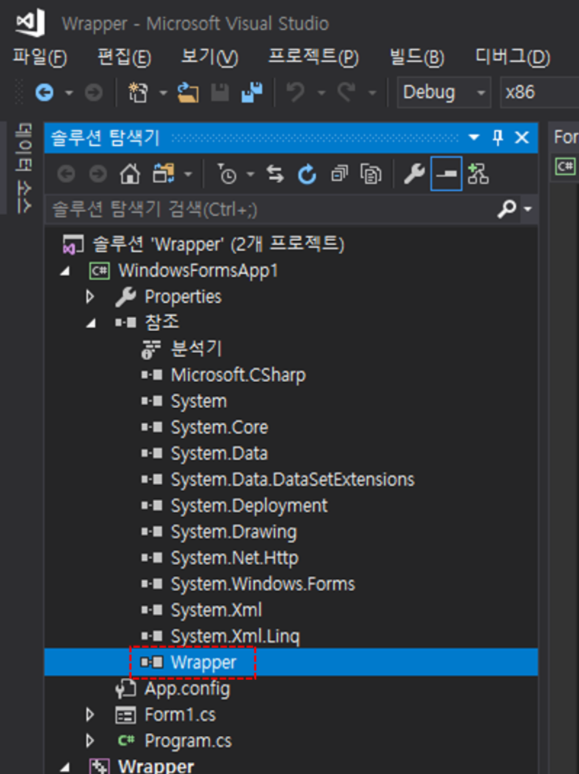 Wrapper - Microsoft Visual Studio
파일(F) 편집(E) 보기(V) 프로젝트(P) 빌드(B) 디버그(D)
Debug x86
데이터 소스
솔루션 탐색기
For
솔루션 탐색기 검색(Ctrl+;)
C#
솔루션 'Wrapper' (2개 프로젝트)
C# WindowsFormsApp1
Properties
참조
분석기
Microsoft.CSharp
System
System.Core
System.Data
System.Data.DataSetExtensions
System.Deployment
System.Drawing
System.Net.Http
System.Windows.Forms
System.Xml
System.Xml.Linq
Wrapper
App.config
Form1.cs
C# Program.cs
Wrapper